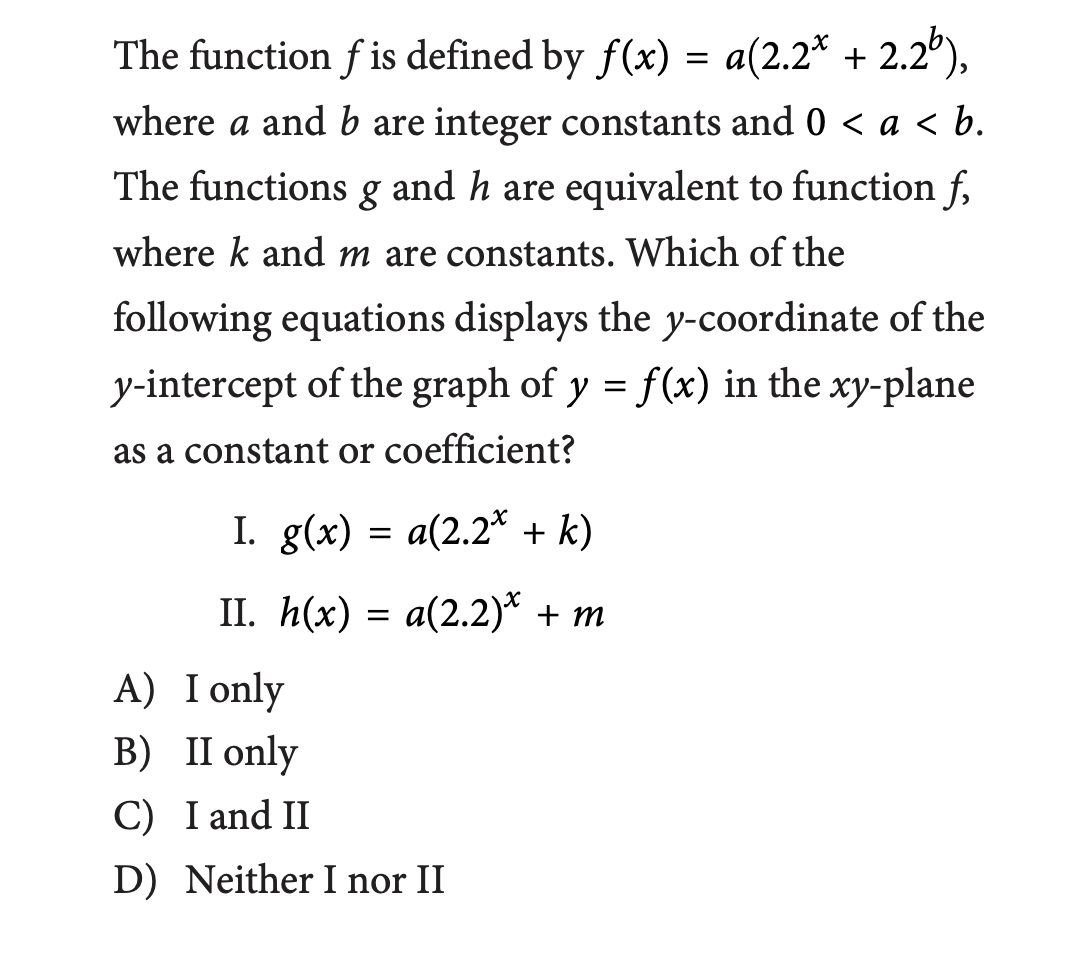 The function f is defined by f(x) = a(2.2ˣ + 2.2ᵇ),
where a and b are integer constants and 0 < a < b.
The functions g and h are equivalent to function f,
where k and m are constants. Which of the
following equations displays the y-coordinate of the
y-intercept of the graph of y = f(x) in the xy-plane
as a constant or coefficient?
I. g(x) = a(2.2ˣ + k)
II. h(x) = a(2.2)ˣ + m
A) I only
B) II only
C) I and II
D) Neither I nor II